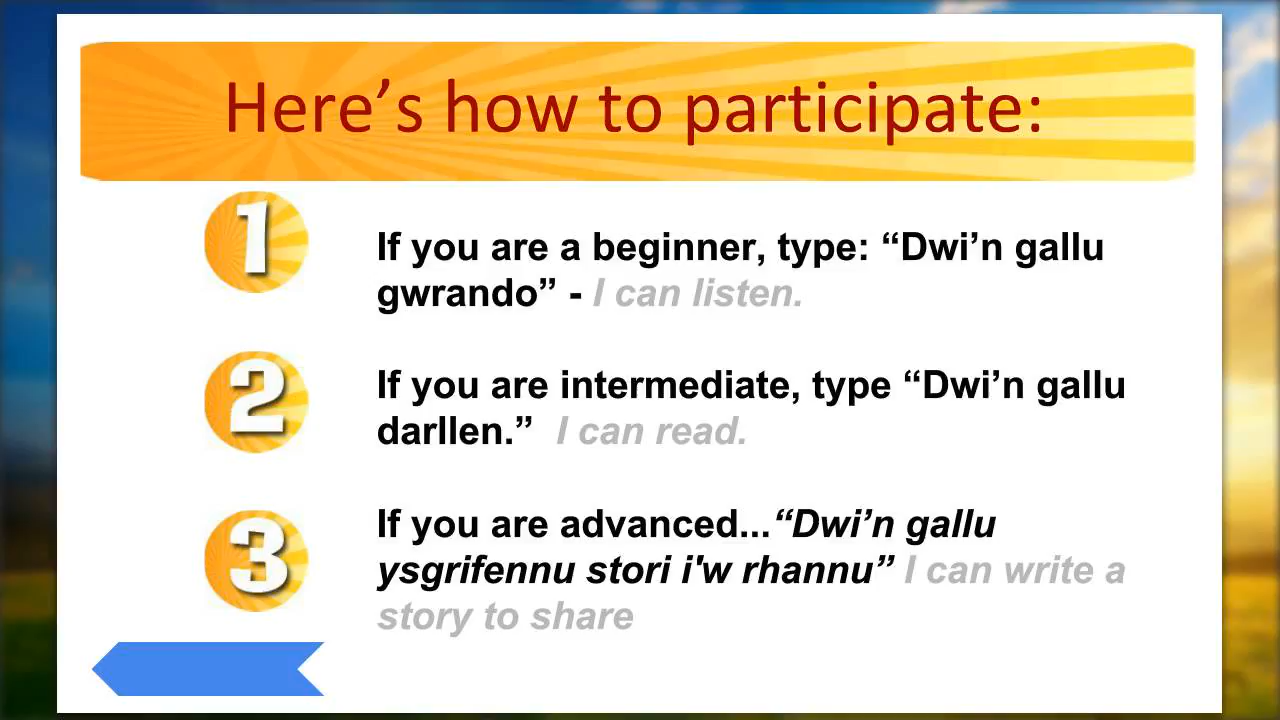 Here’s how to participate:
1
If you are a beginner, type: “Dwi’n gallu
gwrando” - I can listen.
2
If you are intermediate, type “Dwi’n gallu
darllen.” I can read.
3
If you are advanced...“Dwi’n gallu
ysgrifennu stori i'w rhannu” I can write a
story to share